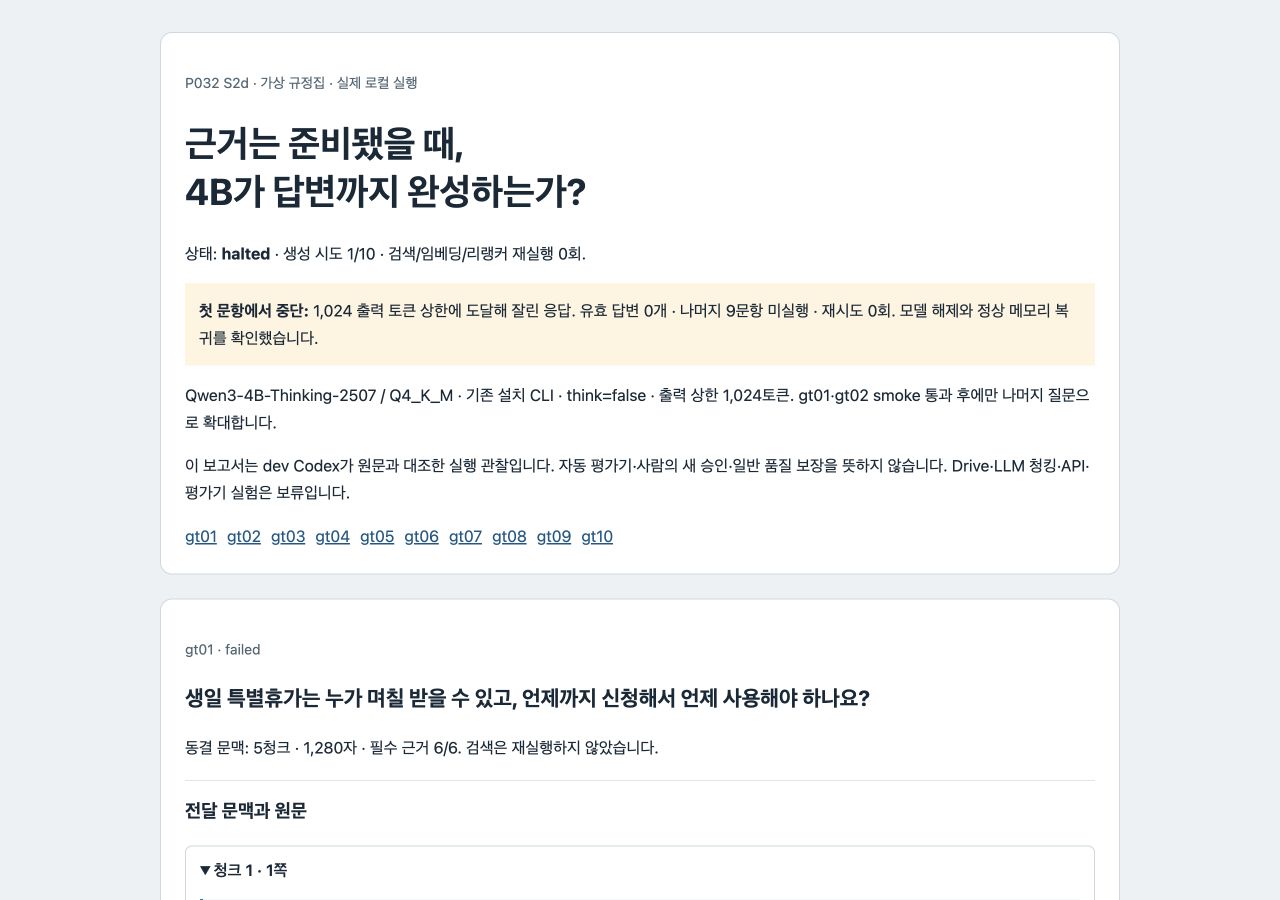 P032 S2d · 가상 규정집 · 실제 로컬 실행
근거는 준비됐을 때,
4B가 답변까지 완성하는가?
상태: halted · 생성 시도 1/10 · 검색/임베딩/리랭커 재실행 0회.
첫 문항에서 중단: 1,024 출력 토큰 상한에 도달해 잘린 응답. 유효 답변 0개 · 나머지 9문항 미실행 · 재시도 0회. 모델 해제와 정상 메모리 복
귀를 확인했습니다.
Qwen3-4B-Thinking-2507 / Q4_K_M · 기존 설치 CLI · think=false · 출력 상한 1,024토큰. gt01·gt02 smoke 통과 후에만 나머지 질문으
로 확대합니다.
이 보고서는 dev Codex가 원문과 대조한 실행 관찰입니다. 자동 평가기·사람의 새 승인·일반 품질 보장을 뜻하지 않습니다. Drive·LLM 청킹·API·
평가기 실험은 보류입니다.
gt01 gt02 gt03 gt04 gt05 gt06 gt07 gt08 gt09 gt10
gt01 · failed
생일 특별휴가는 누가 며칠 받을 수 있고, 언제까지 신청해서 언제 사용해야 하나요?
동결 문맥: 5청크 · 1,280자 · 필수 근거 6/6. 검색은 재실행하지 않았습니다.
전달 문맥과 원문
▼청크 1 · 1쪽